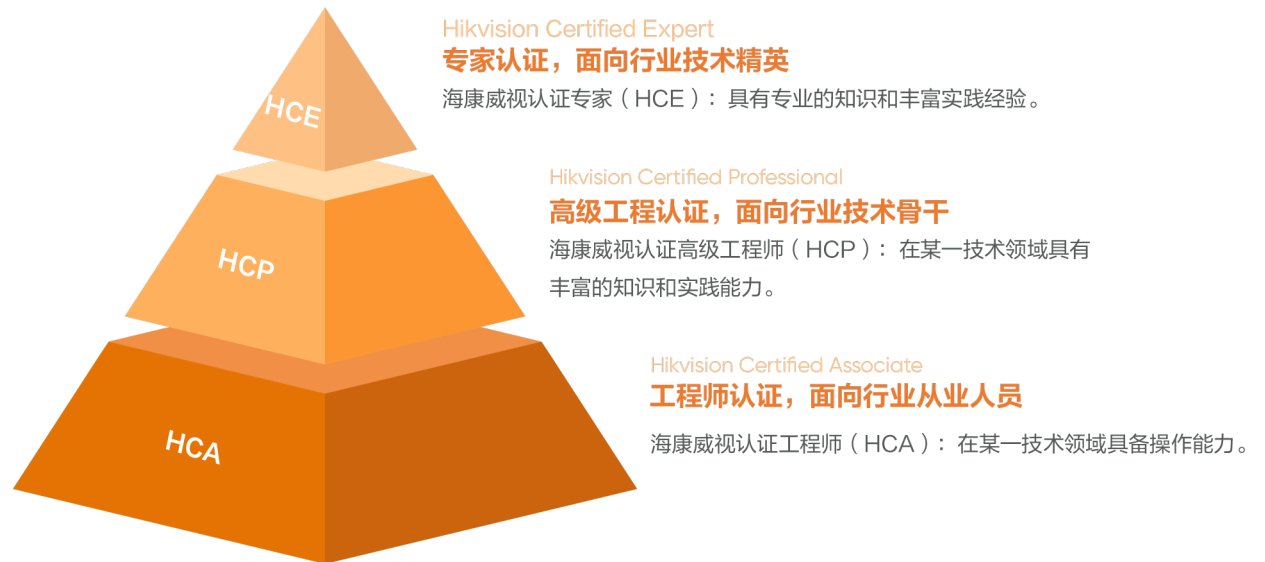 Hikvision Certified Expert
专家认证，面向行业技术精英
海康威视认证专家（HCE）：具有专业的知识和丰富实践经验。
HCE
Hikvision Certified Professional
高级工程认证，面向行业技术骨干
海康威视认证高级工程师（HCP）：在某一技术领域具有
丰富的知识和实践能力。
HCP
Hikvision Certified Associate
工程师认证，面向行业从业人员
海康威视认证工程师（HCA）：在某一技术领域具备操作能力。
HCA